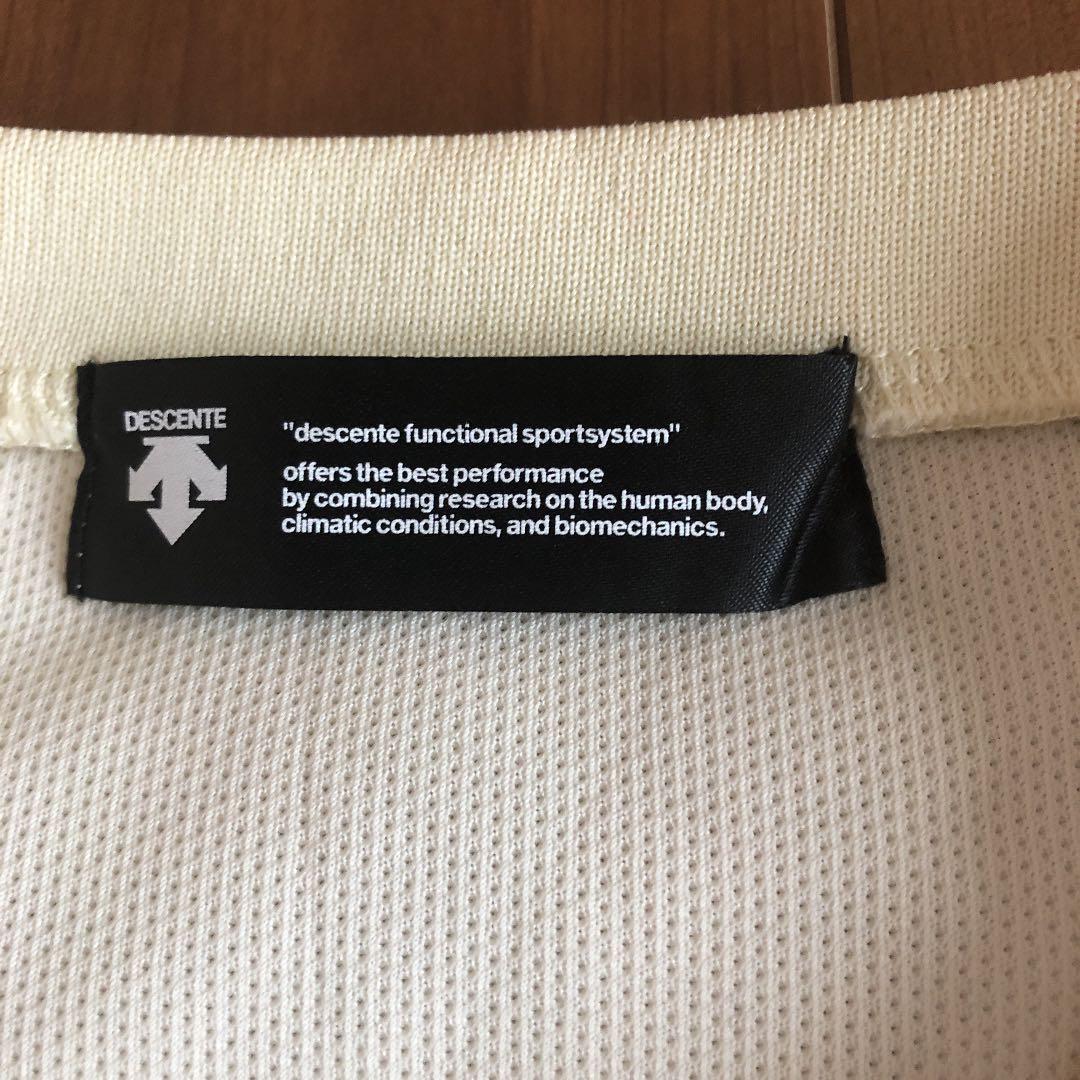 DESCENTE
"descente functional sportsystem"
offers the best performance
by combining research on the human body,
climatic conditions, and biomechanics.